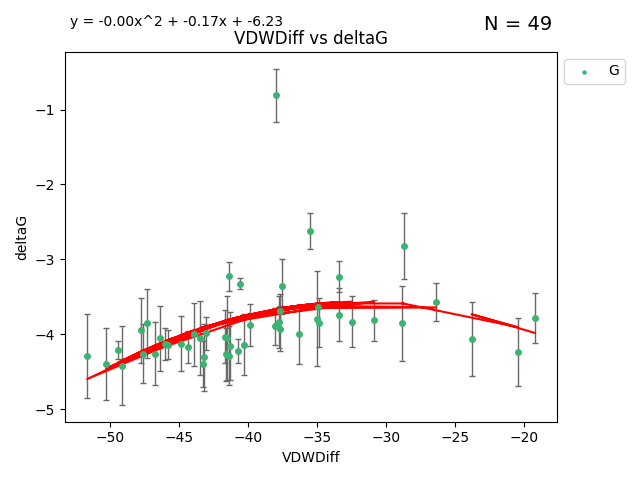 y = -0.00x^2 + -0.17x + -6.23
N = 49
VDWDiff vs deltaG
G
deltaG
−1
−2
−3
−4
−5
−50
−45
−40
−35
−30
−25
−20
VDWDiff